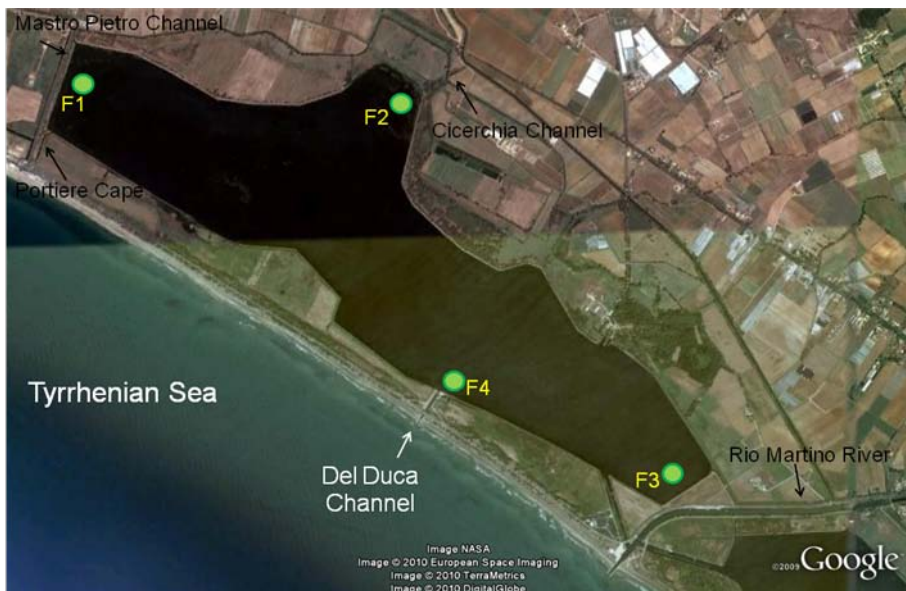 Mastro Pietro Channel
F1
F2
Cicerchia Channel
Portiere Cape
Tyrrhenian Sea
F4
Del Duca
Channel
F3
Rio Martino River
Image NASA
Image © 2010 European Space Imaging
Image © 2010 TerraMetrics
Image © 2010 DigitalGlobe
©2009 Google